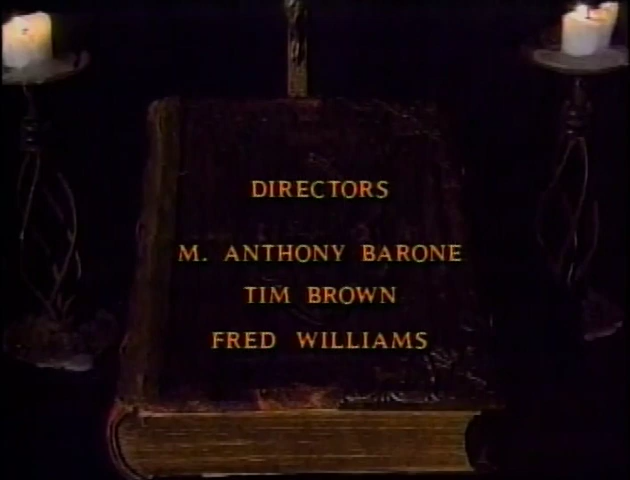 DIRECTORS
M. ANTHONY BARONE
TIM BROWN
FRED WILLIAMS